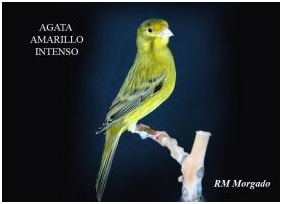 AGATA
AMARILLO
INTENSO
RM Morgado